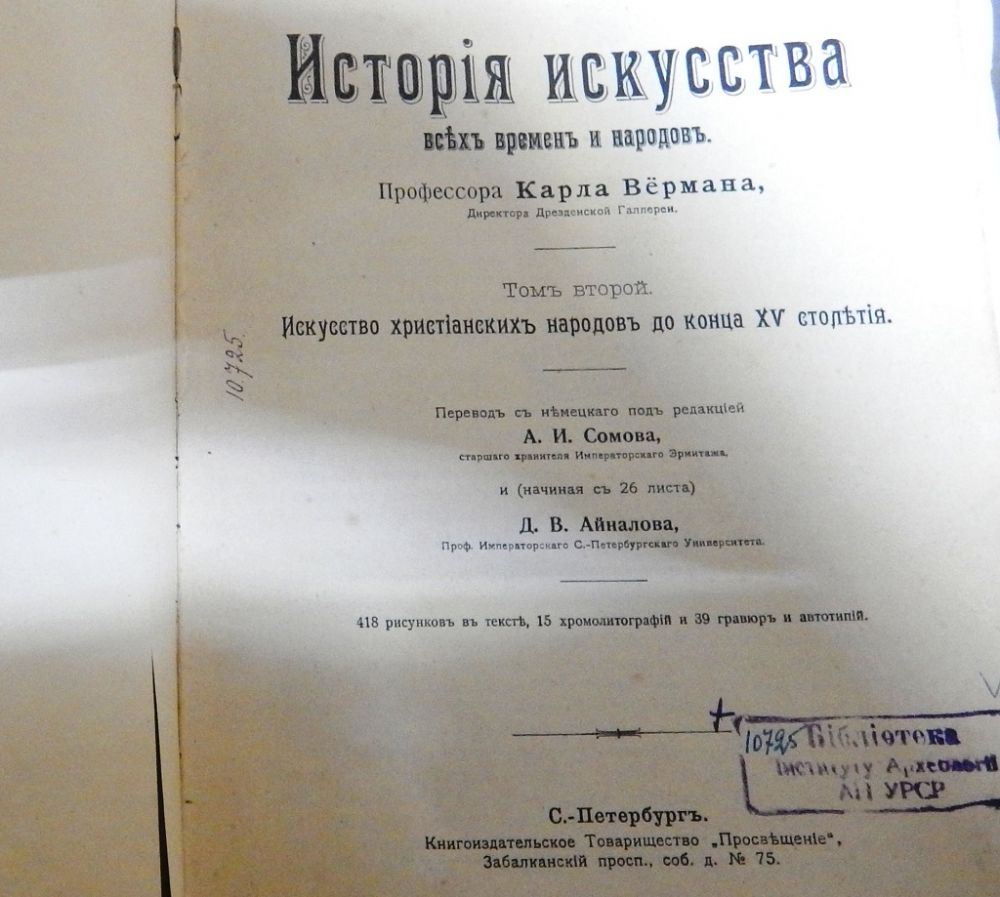 Исторія искусства
всѣхъ временъ и народовъ.
Профессора Карла Вёрмана,
Директора Дрезденской Галлереи.
Томъ второй.
Искусство христіанскихъ народовъ до конца XV столѣтія.
10.725.
Переводъ съ нѣмецкаго подъ редакціей
А. И. Сомова,
старшаго хранителя Императорскаго Эрмитажа,
и (начиная съ 26 листа)
Д. В. Айналова,
Проф. Императорскаго С.-Петербургскаго Университета.
418 рисунковъ въ текстѣ, 15 хромолитографій и 39 гравюръ и автотипій.
10725 Бібліотека
Інституту Археології
АН УРСР
С.-Петербургъ.
Книгоиздательское Товарищество „Просвѣщеніе“,
Забалканскій просп., соб. д. № 75.